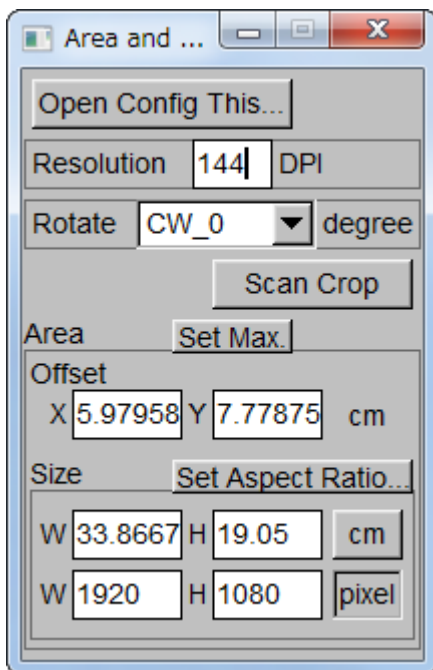 Area and ...
Open Config This...
Resolution 144 DPI
Rotate CW_0 degree
Scan Crop
Area Set Max.
Offset
X 5.97958 Y 7.77875 cm
Size Set Aspect Ratio...
W 33.8667 H 19.05 cm
W 1920 H 1080 pixel